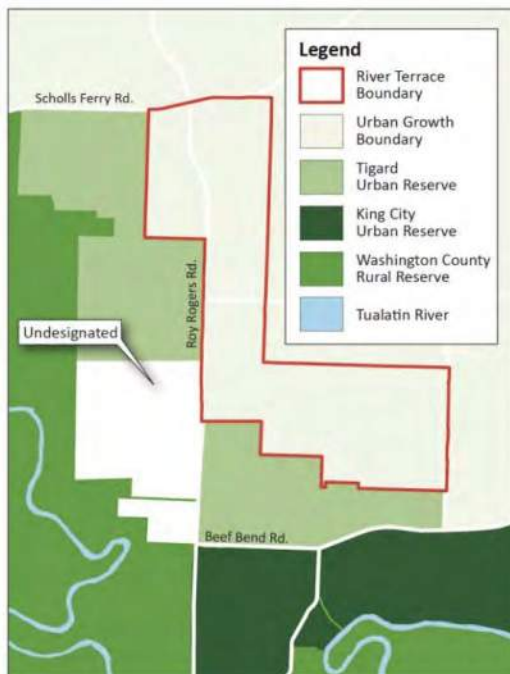 Legend
River Terrace
Boundary
Urban Growth
Boundary
Tigard
Urban Reserve
King City
Urban Reserve
Washington County
Rural Reserve
Tualatin River
Scholls Ferry Rd.
Roy Rogers Rd.
Undesignated
Beef Bend Rd.